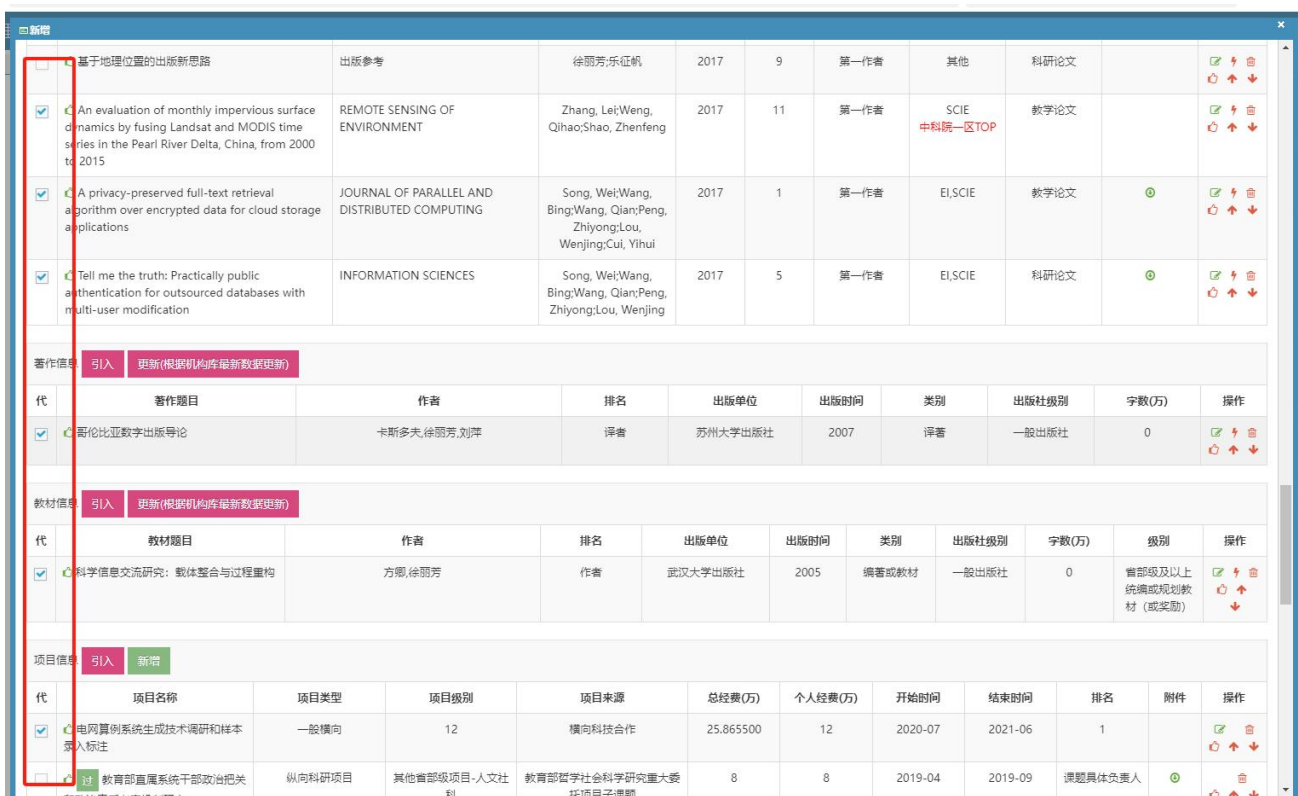 新增
×
基于地理位置的出版新思路 出版参考 徐丽芳;乐征帆 2017 9 第一作者 其他 科研论文
An evaluation of monthly impervious surface REMOTE SENSING OF Zhang, Lei;Weng, 2017 11 第一作者 SCIE 教学论文
dynamics by fusing Landsat and MODIS time ENVIRONMENT Qihao;Shao, Zhenfeng 中科院一区TOP
series in the Pearl River Delta, China, from 2000
to 2015
A privacy-preserved full-text retrieval JOURNAL OF PARALLEL AND Song, Wei;Wang, 2017 1 第一作者 EI,SCIE 教学论文
algorithm over encrypted data for cloud storage DISTRIBUTED COMPUTING Bing;Wang, Qian;Peng,
applications Zhiyong;Lou,
Wenjing;Cui, Yihui
Tell me the truth: Practically public INFORMATION SCIENCES Song, Wei;Wang, 2017 5 第一作者 EI,SCIE 科研论文
authentication for outsourced databases with Bing;Wang, Qian;Peng,
multi-user modification Zhiyong;Lou, Wenjing
著作信息 引入 更新(根据机构库最新数据更新)
代 著作题目 作者 排名 出版单位 出版时间 类别 出版社级别 字数(万) 操作
哥伦比亚数字出版导论 卡斯多夫,徐丽芳,刘萍 译者 苏州大学出版社 2007 译著 一般出版社 0
教材信息 引入 更新(根据机构库最新数据更新)
代 教材题目 作者 排名 出版单位 出版时间 类别 出版社级别 字数(万) 级别 操作
科学信息交流研究：载体整合与过程重构 方卿,徐丽芳 作者 武汉大学出版社 2005 编著或教材 一般出版社 0 省部级及以上
统编或规划教
材（或奖励）
项目信息 引入 新增
代 项目名称 项目类型 项目级别 项目来源 总经费(万) 个人经费(万) 开始时间 结束时间 排名 附件 操作
电网算例系统生成技术调研和样本 一般横向 12 横向科技合作 25.865500 12 2020-07 2021-06 1
录入标注
过 教育部直属系统干部政治把关 纵向科研项目 其他省部级项目-人文社 教育部哲学社会科学研究重大委 8 8 2019-04 2019-09 课题具体负责人
科 托项目子课题